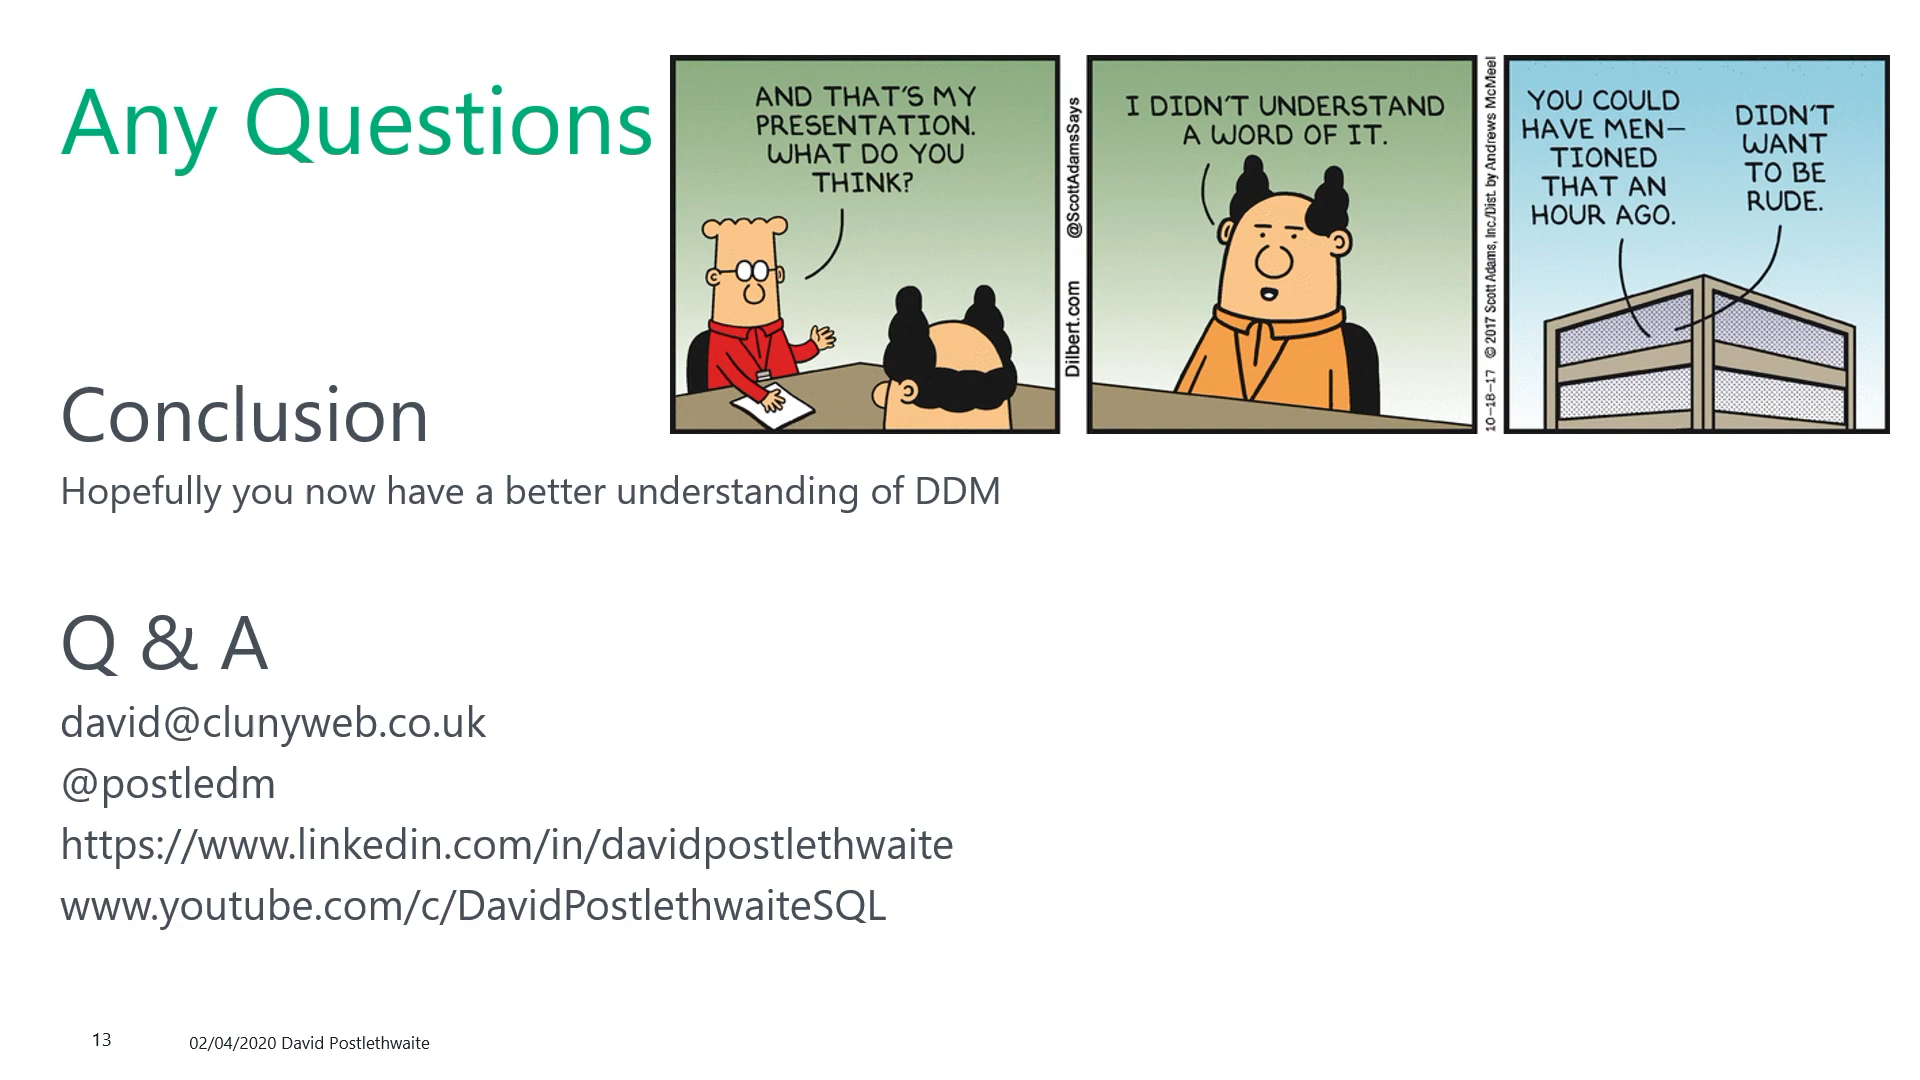 Any Questions
AND THAT'S MY
PRESENTATION.
WHAT DO YOU
THINK?
@ScottAdamsSays
Dilbert.com
I DIDN'T UNDERSTAND
A WORD OF IT.
10-18-17 © 2017 Scott Adams, Inc./Dist. by Andrews McMeel
YOU COULD
HAVE MEN-
TIONED
THAT AN
HOUR AGO.
DIDN'T
WANT
TO BE
RUDE.
Conclusion
Hopefully you now have a better understanding of DDM
Q & A
david@clunyweb.co.uk
@postledm
https://www.linkedin.com/in/davidpostlethwaite
www.youtube.com/c/DavidPostlethwaiteSQL
13
02/04/2020 David Postlethwaite